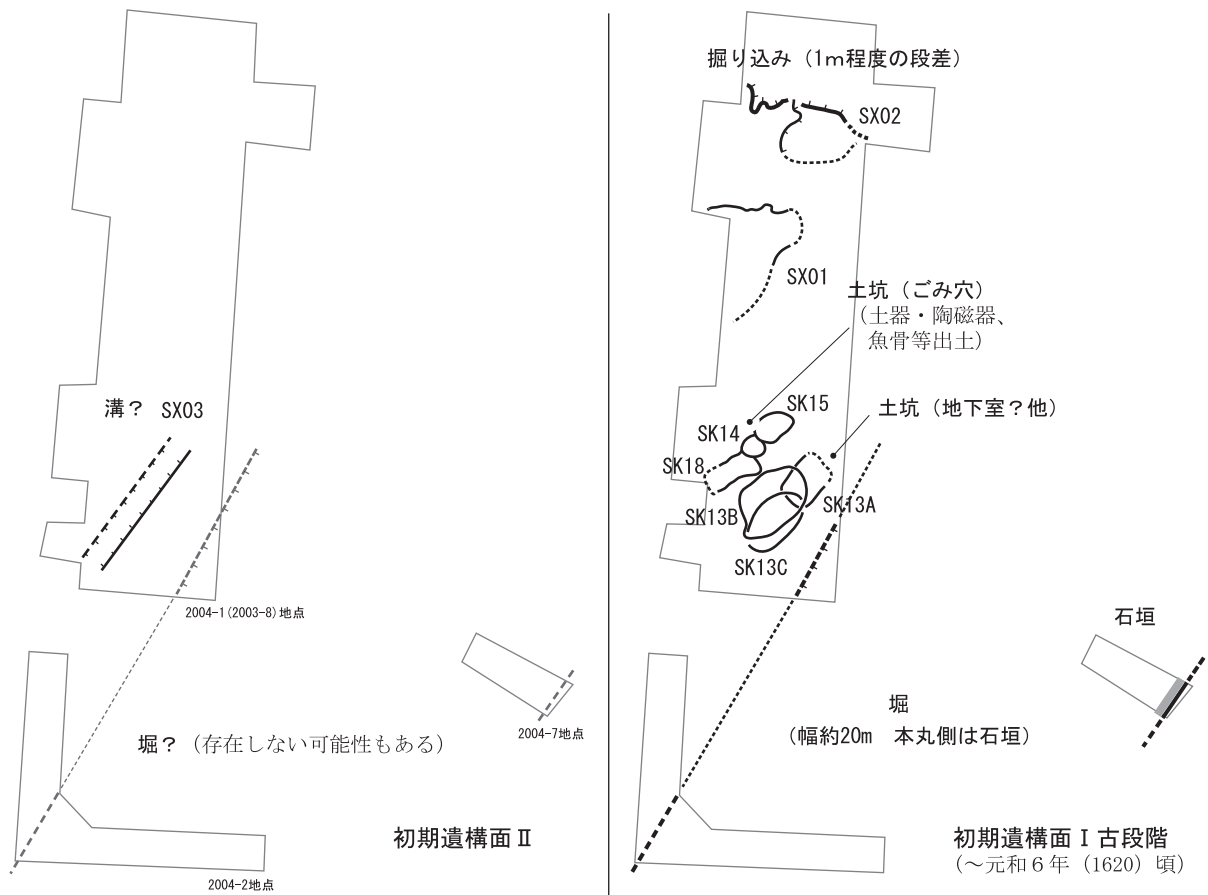 溝? SX03
2004-1(2003-8)地点
2004-7地点
堀?(存在しない可能性もある)
初期遺構面Ⅱ
2004-2地点
掘り込み(1m程度の段差)
SX02
SX01
土坑(ごみ穴)
(土器・陶磁器、
魚骨等出土)
SK15
土坑(地下室?他)
SK14
SK18
SK13A
SK13B
SK13C
石垣
堀
(幅約20m 本丸側は石垣)
初期遺構面Ⅰ古段階
(~元和6年(1620)頃)